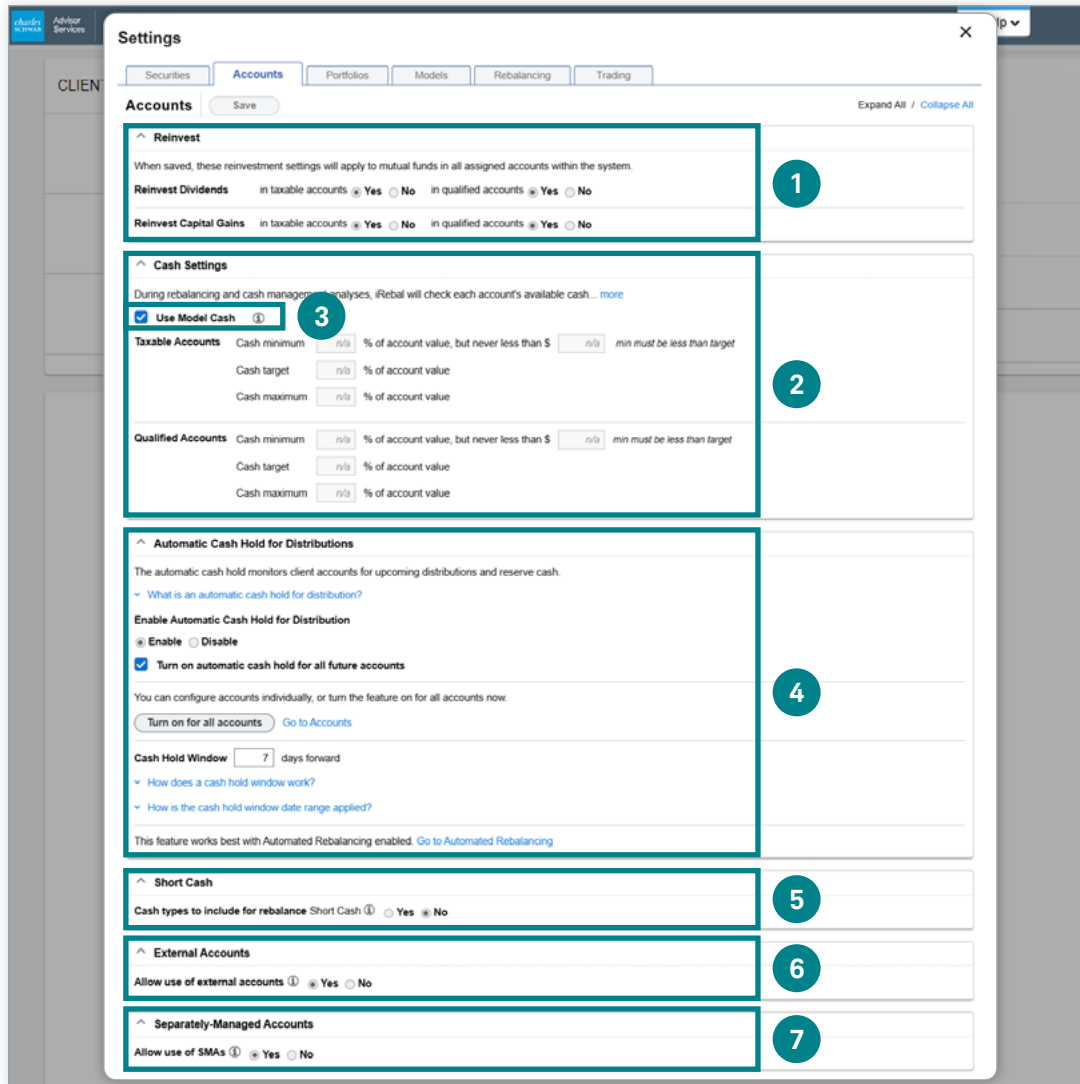 charles SCHWAB
Advisor Services
lp
CLIEN
Settings
Securities Accounts Portfolios Models Rebalancing Trading
Accounts Save Expand All / Collapse All
Reinvest
When saved, these reinvestment settings will apply to mutual funds in all assigned accounts within the system.
1
Reinvest Dividends in taxable accounts Yes No in qualified accounts Yes No
Reinvest Capital Gains in taxable accounts Yes No in qualified accounts Yes No
Cash Settings
During rebalancing and cash management analyses, iRebal will check each account's available cash... more
Use Model Cash
3
Taxable Accounts Cash minimum n/a % of account value, but never less than $ n/a min must be less than target
Cash target n/a % of account value
2
Cash maximum n/a % of account value
Qualified Accounts Cash minimum n/a % of account value, but never less than $ n/a min must be less than target
Cash target n/a % of account value
Cash maximum n/a % of account value
Automatic Cash Hold for Distributions
The automatic cash hold monitors client accounts for upcoming distributions and reserve cash.
What is an automatic cash hold for distribution?
Enable Automatic Cash Hold for Distribution
Enable Disable
Turn on automatic cash hold for all future accounts
4
You can configure accounts individually, or turn the feature on for all accounts now.
Turn on for all accounts Go to Accounts
Cash Hold Window 7 days forward
How does a cash hold window work?
How is the cash hold window date range applied?
This feature works best with Automated Rebalancing enabled. Go to Automated Rebalancing
Short Cash
5
Cash types to include for rebalance Short Cash Yes No
External Accounts
6
Allow use of external accounts Yes No
Separately-Managed Accounts
7
Allow use of SMAs Yes No